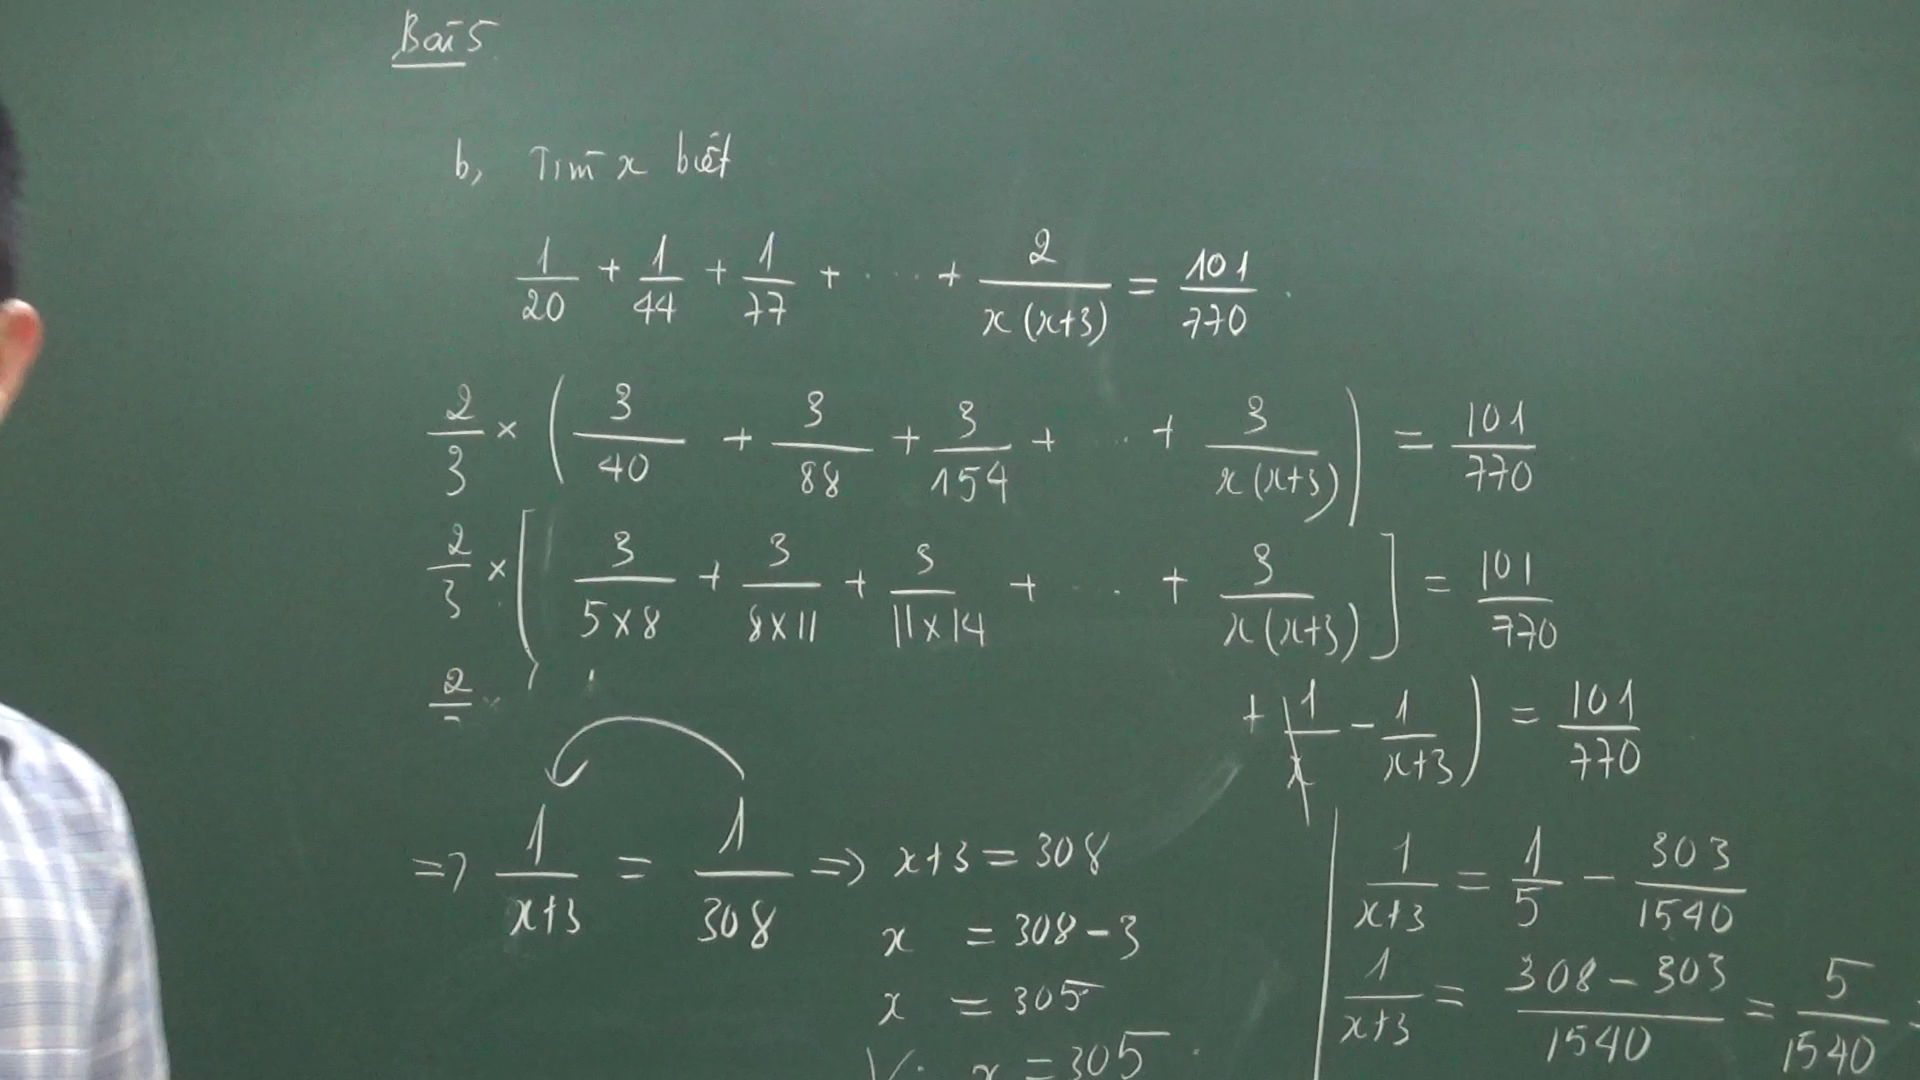 Bài 5
b, Tìm x biết
1/20 + 1/44 + 1/77 + .... + 2/x(x+3) = 101/770.
2/3 × (3/40 + 3/88 + 3/154 + ... + 3/x(x+3)) = 101/770
2/3 × [3/5×8 + 3/8×11 + 3/11×14 + ... + 3/x(x+3)] = 101/770
+ 1/x - 1/x+3) = 101/770
=> 1/x+3 = 1/308 => x+3 = 308
x = 308 - 3
x = 305
x = 305.
1/x+3 = 1/5 - 303/1540
1/x+3 = 308 - 303/1540 = 5/1540 =